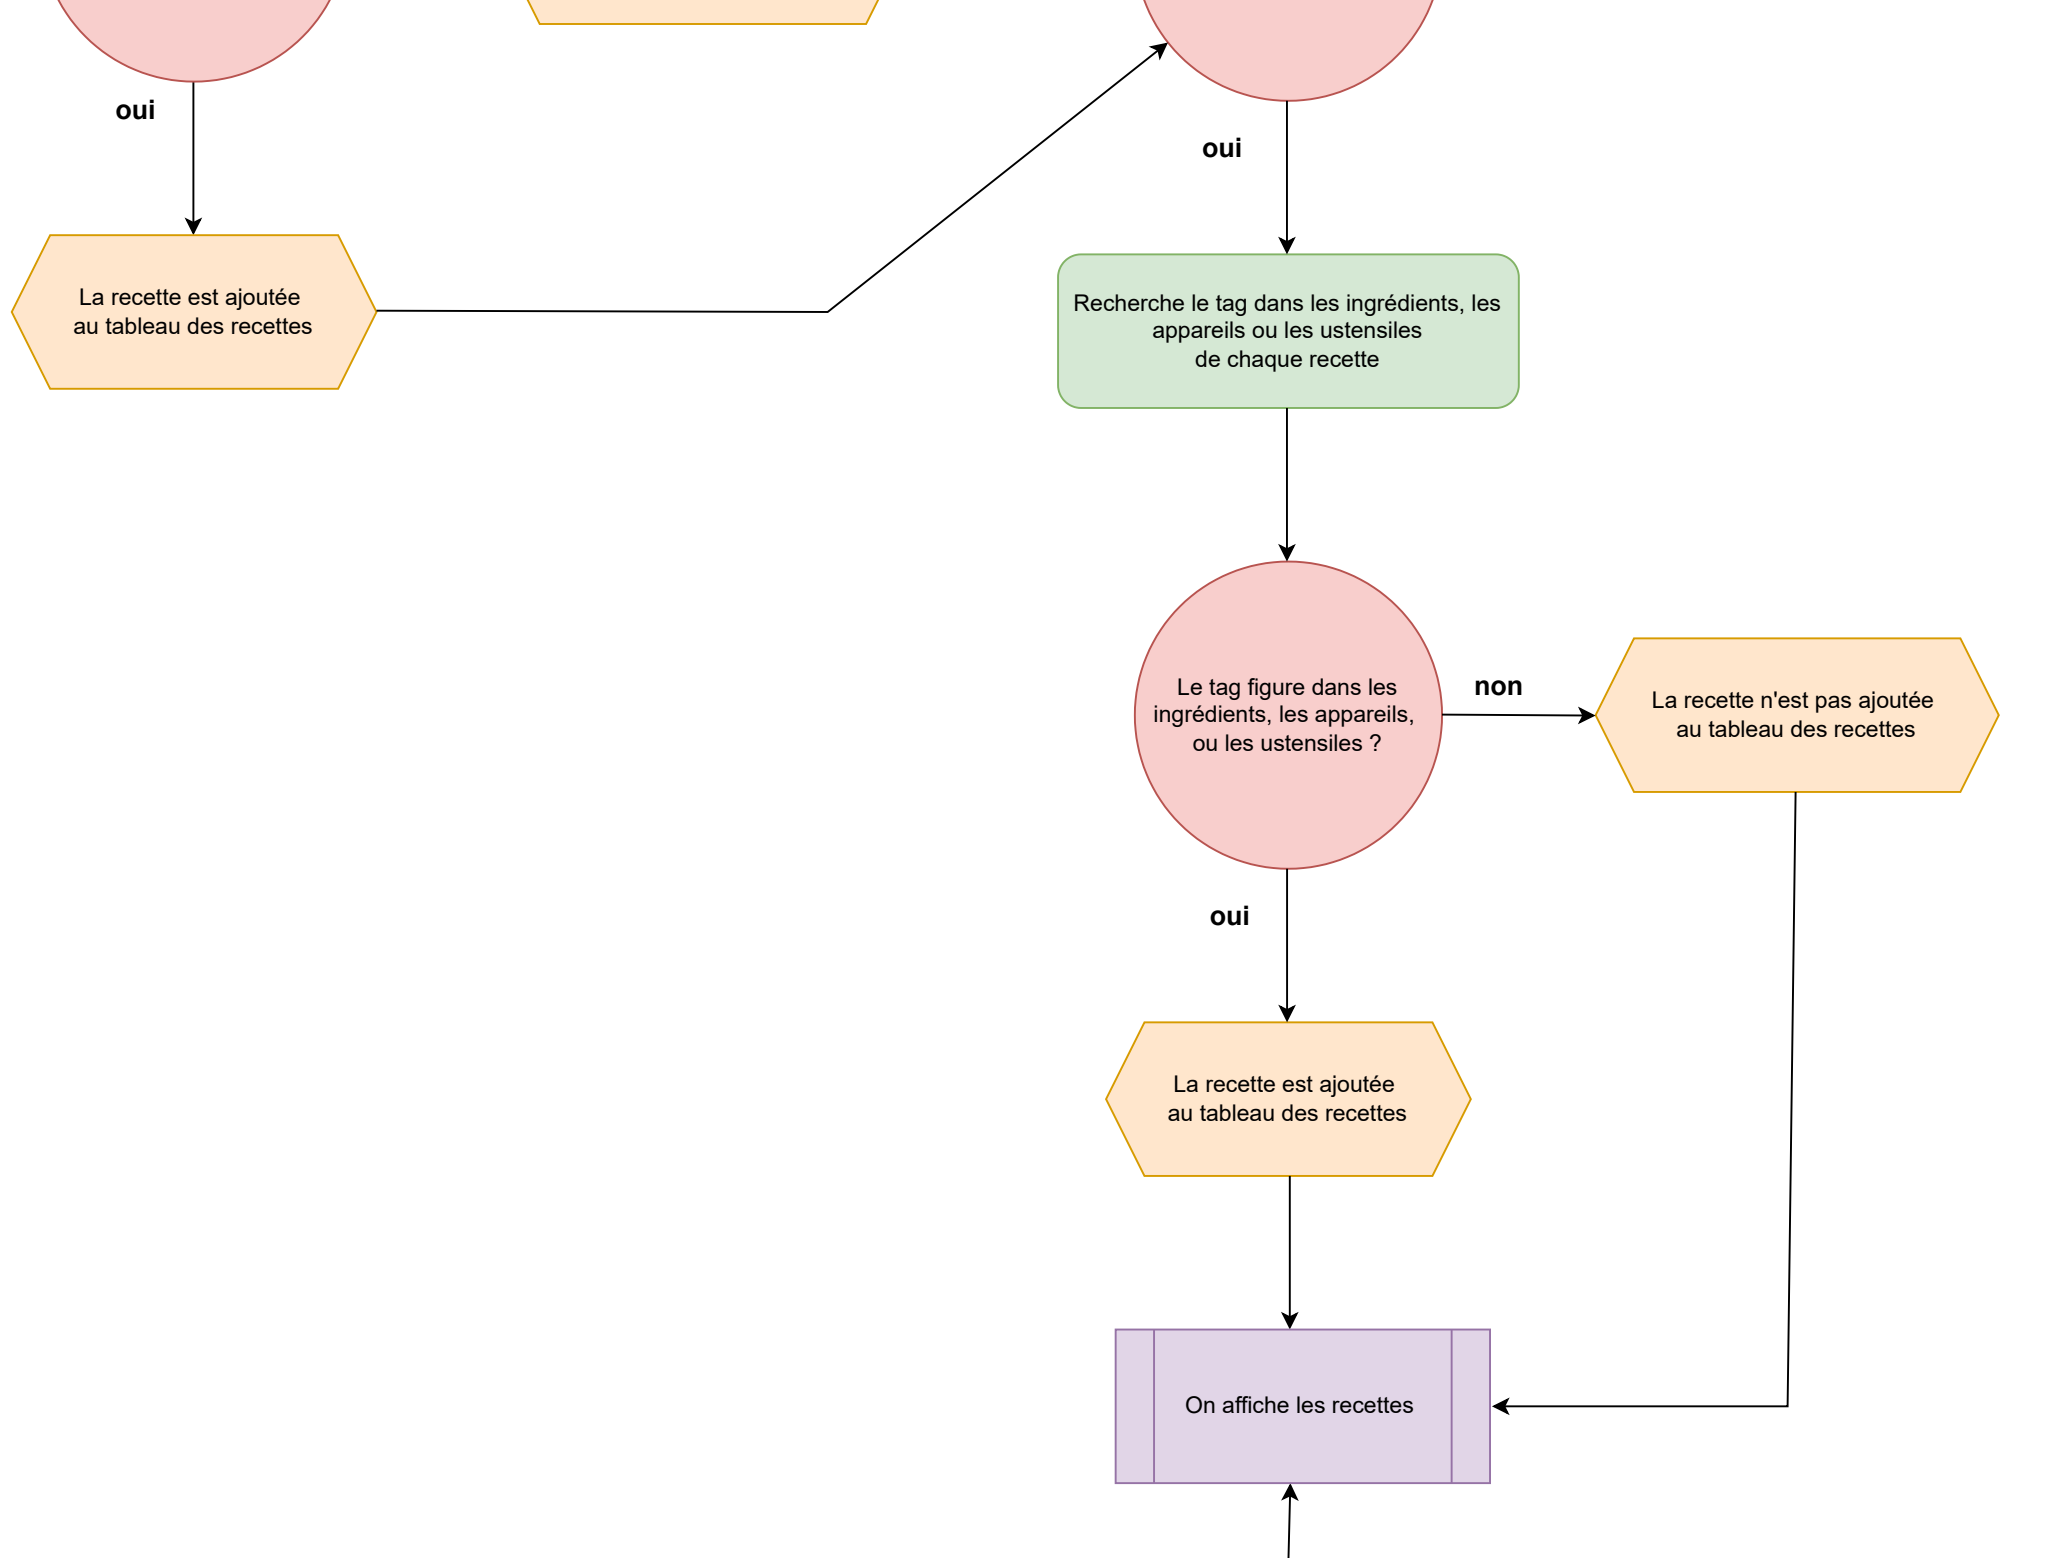 oui
oui
La recette est ajoutée
au tableau des recettes
Recherche le tag dans les ingrédients, les
appareils ou les ustensiles
de chaque recette
Le tag figure dans les
ingrédients, les appareils,
ou les ustensiles ?
non
La recette n'est pas ajoutée
au tableau des recettes
oui
La recette est ajoutée
au tableau des recettes
On affiche les recettes